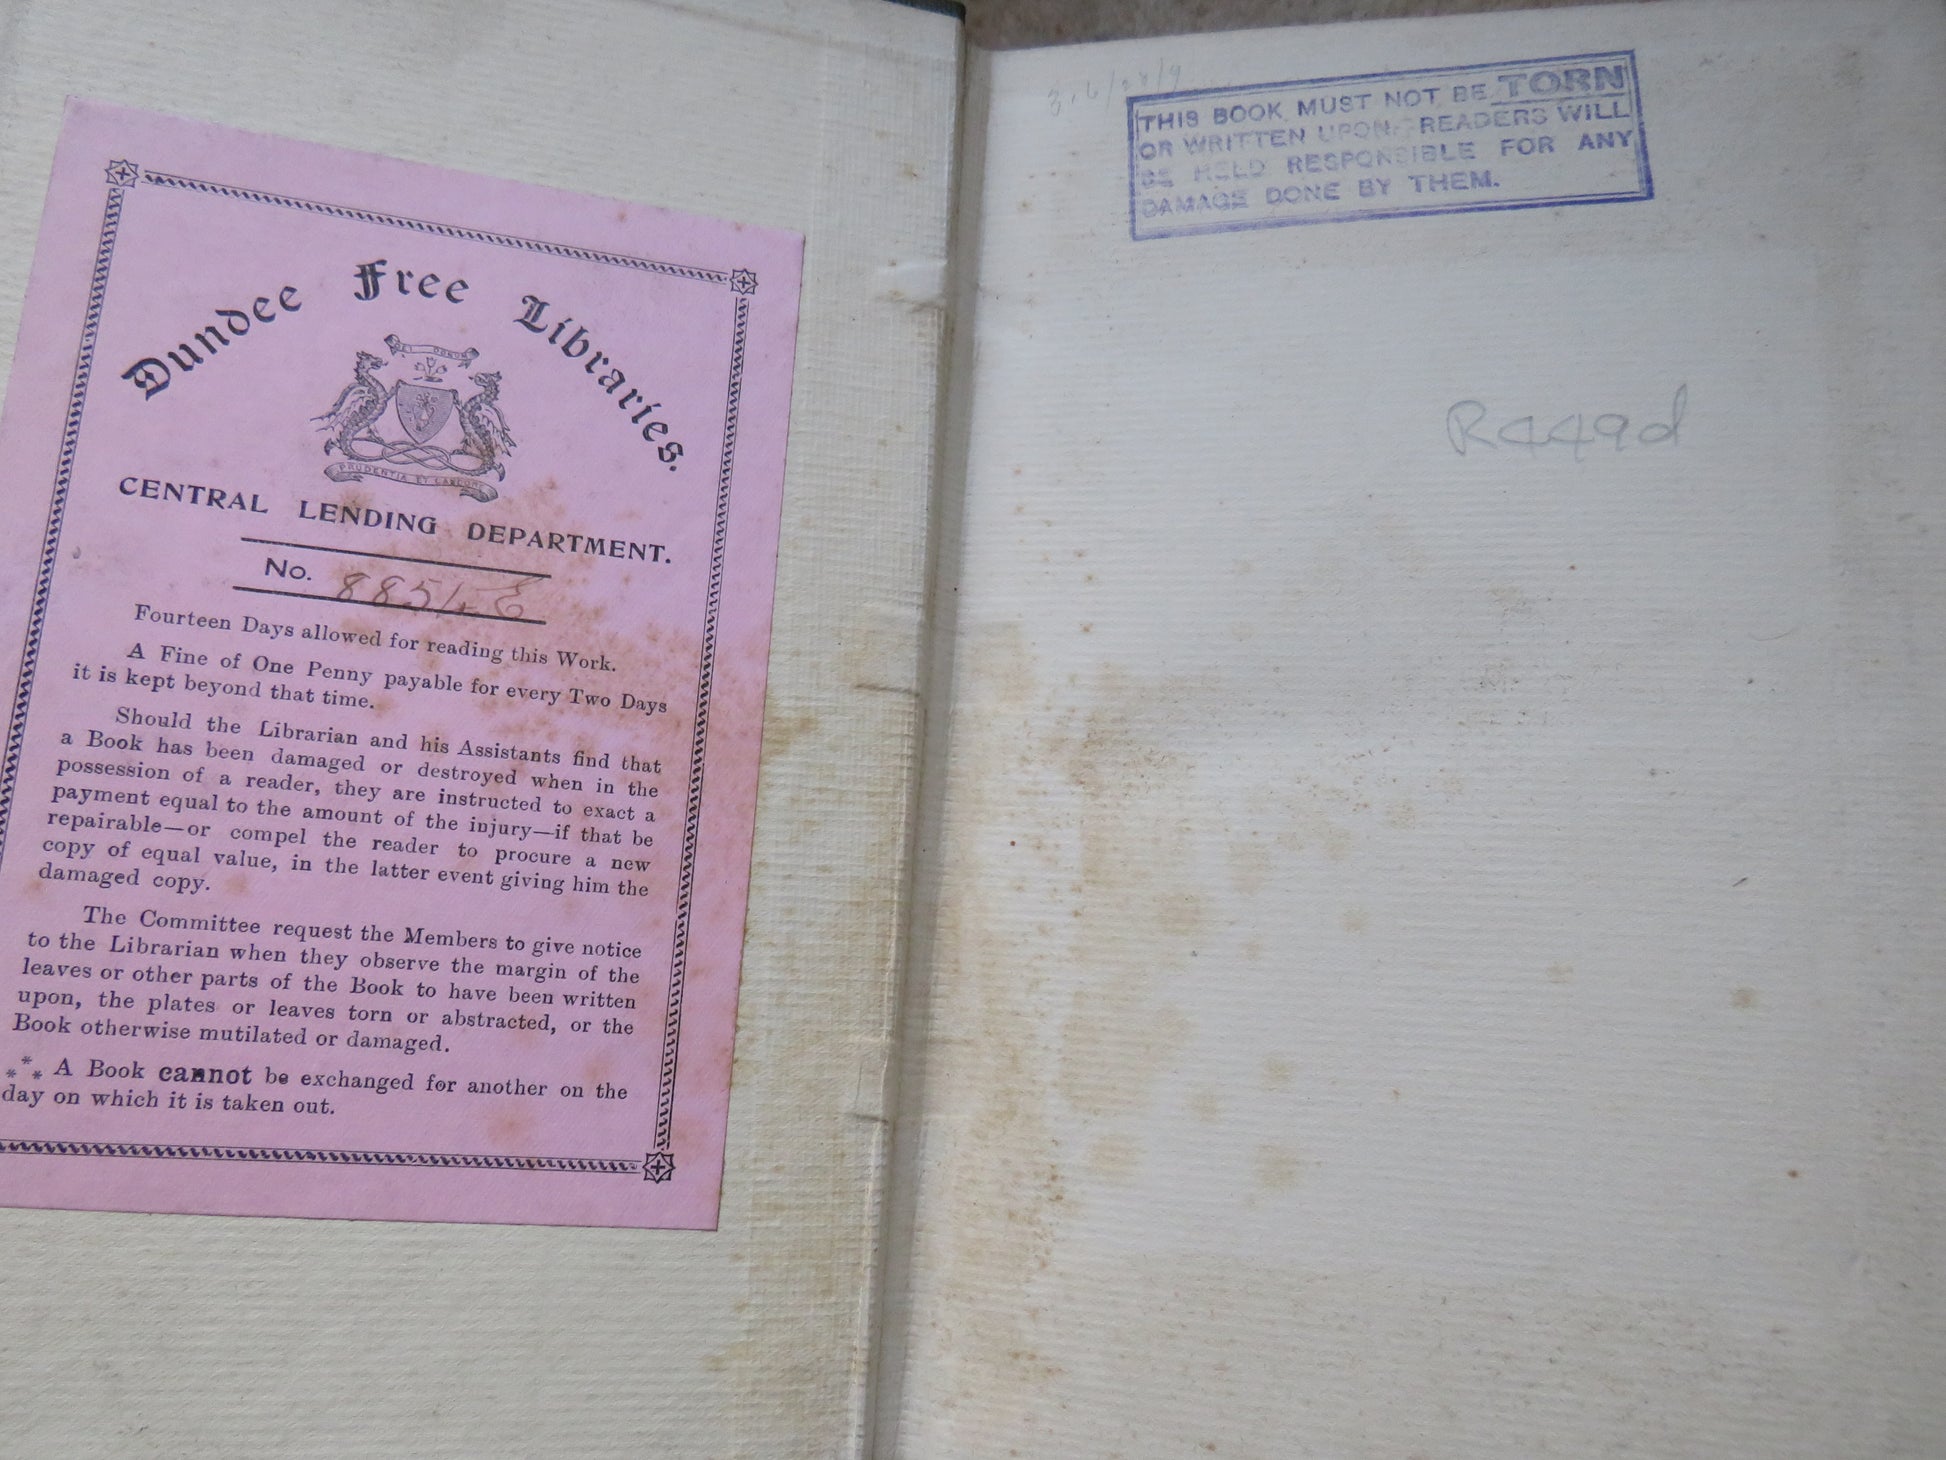 Dundee Free Libraries.
DEI DONUM
PRUDENTIA ET CANDORE
CENTRAL LENDING DEPARTMENT.
No. 8854 E
Fourteen Days allowed for reading this Work.
A Fine of One Penny payable for every Two Days
it is kept beyond that time.
Should the Librarian and his Assistants find that
a Book has been damaged or destroyed when in the
possession of a reader, they are instructed to exact a
payment equal to the amount of the injury—if that be
repairable—or compel the reader to procure a new
copy of equal value, in the latter event giving him the
damaged copy.
The Committee request the Members to give notice
to the Librarian when they observe the margin of the
leaves or other parts of the Book to have been written
upon, the plates or leaves torn or abstracted, or the
Book otherwise mutilated or damaged.
*** A Book cannot be exchanged for another on the
day on which it is taken out.
THIS BOOK MUST NOT BE TORN
OR WRITTEN UPON. READERS WILL
BE HELD RESPONSIBLE FOR ANY
DAMAGE DONE BY THEM.
R449d